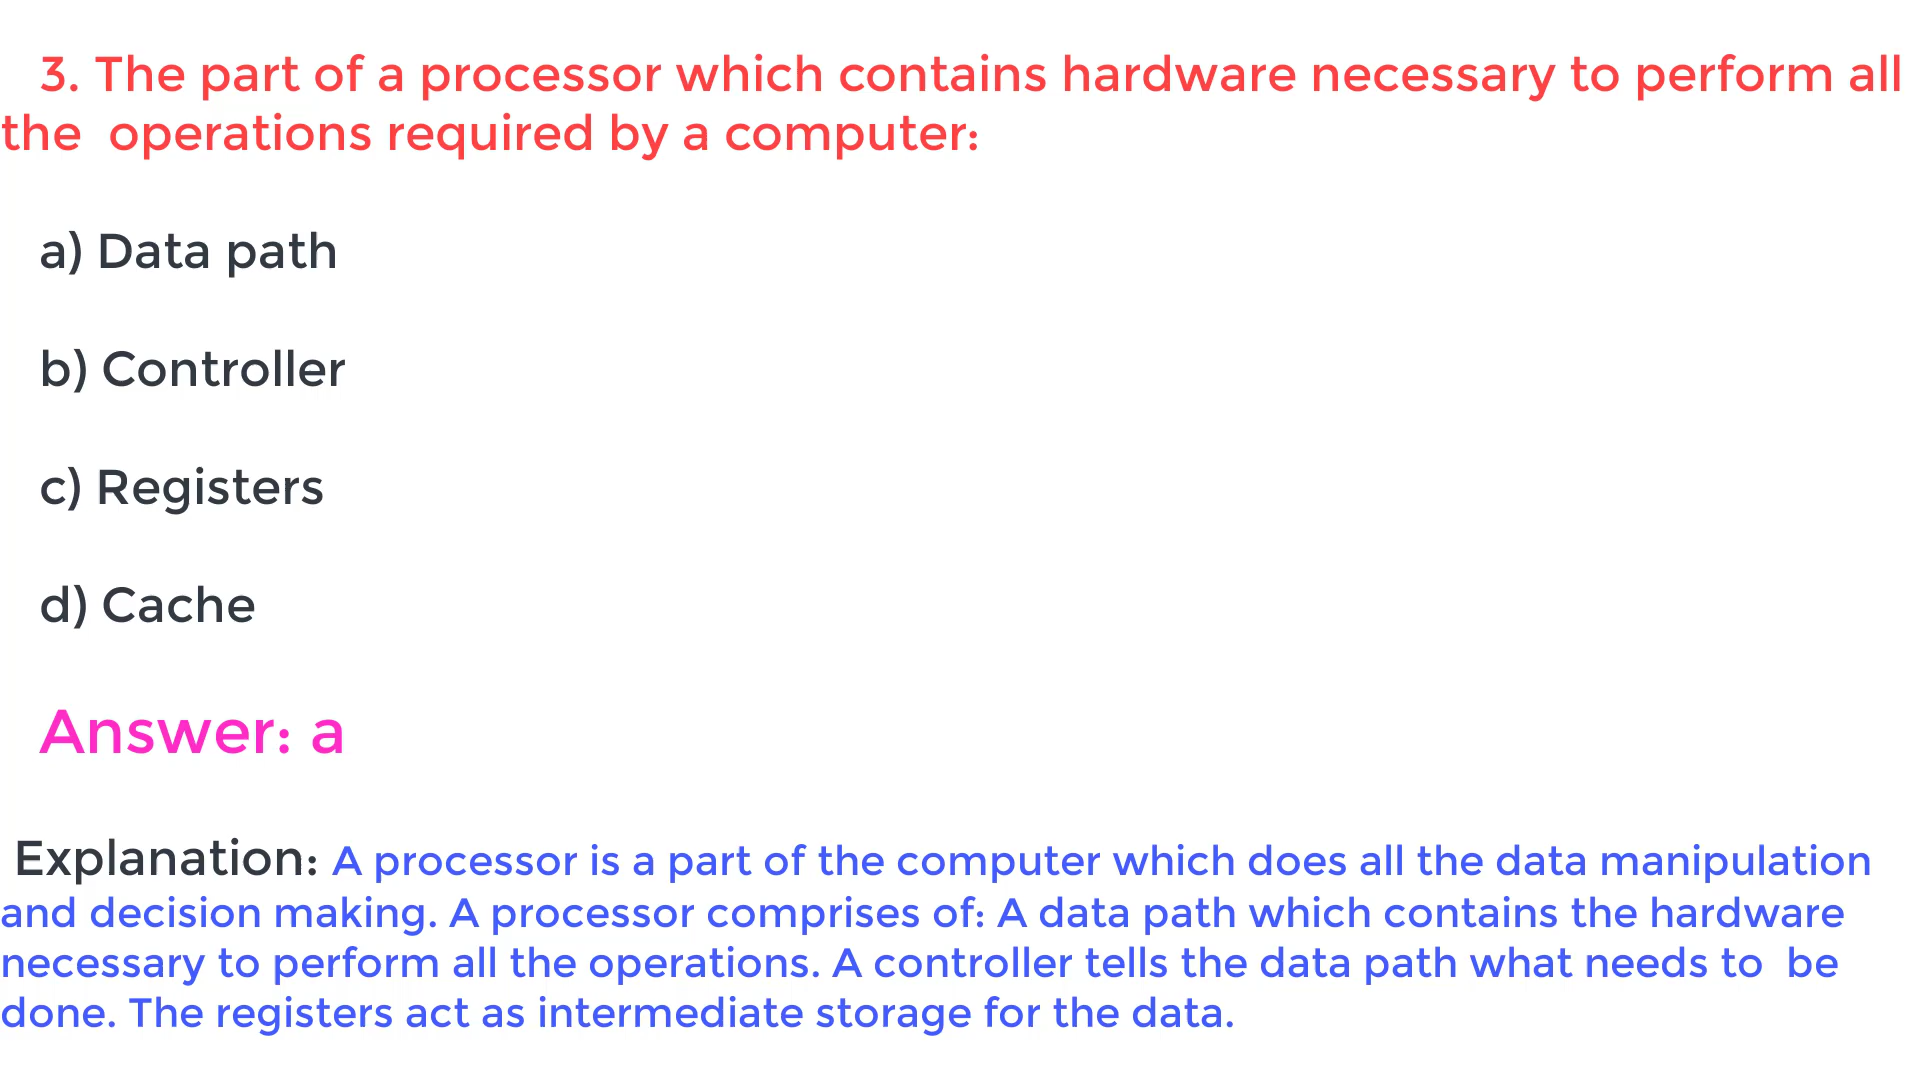 3. The part of a processor which contains hardware necessary to perform all
the operations required by a computer:
a) Data path
b) Controller
c) Registers
d) Cache
Answer: a
Explanation: A processor is a part of the computer which does all the data manipulation
and decision making. A processor comprises of: A data path which contains the hardware
necessary to perform all the operations. A controller tells the data path what needs to be
done. The registers act as intermediate storage for the data.